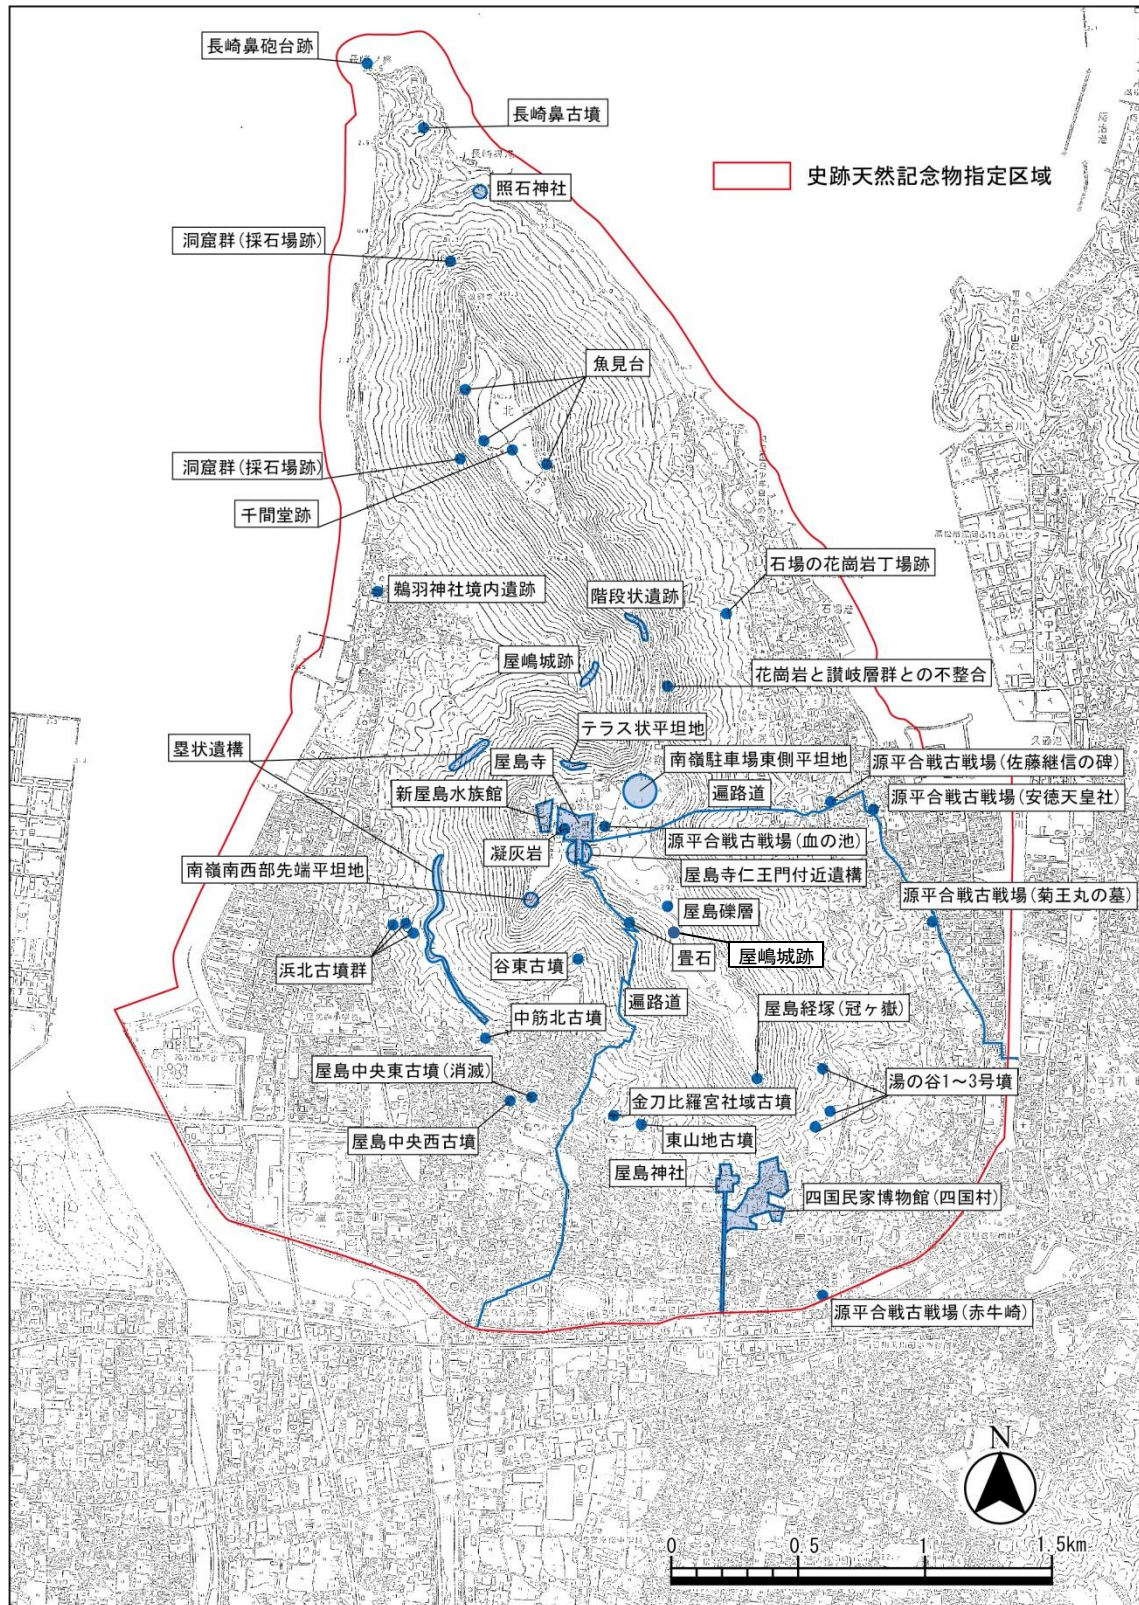 長崎鼻砲台跡
長崎鼻古墳
史跡天然記念物指定区域
照石神社
洞窟群(採石場跡)
魚見台
北
洞窟群(採石場跡)
千間堂跡
石場の花崗岩丁場跡
鵜羽神社境内遺跡
階段状遺跡
屋嶋城跡
花崗岩と讃岐層群との不整合
テラス状平坦地
塁状遺構
屋島寺
南嶺駐車場東側平坦地
源平合戦古戦場(佐藤継信の碑)
新屋島水族館
遍路道
源平合戦古戦場(安徳天皇社)
凝灰岩
源平合戦古戦場(血の池)
南嶺南西部先端平坦地
屋島寺仁王門付近遺構
源平合戦古戦場(菊王丸の墓)
屋島礫層
屋嶋城跡
浜北古墳群
谷東古墳
畳石
遍路道
屋島経塚(冠ヶ嶽)
中筋北古墳
屋島中央東古墳(消滅)
湯の谷1~3号墳
金刀比羅宮社域古墳
屋島中央西古墳
東山地古墳
屋島神社
四国民家博物館(四国村)
源平合戦古戦場(赤牛崎)
N
0 0.5 1 1.5km